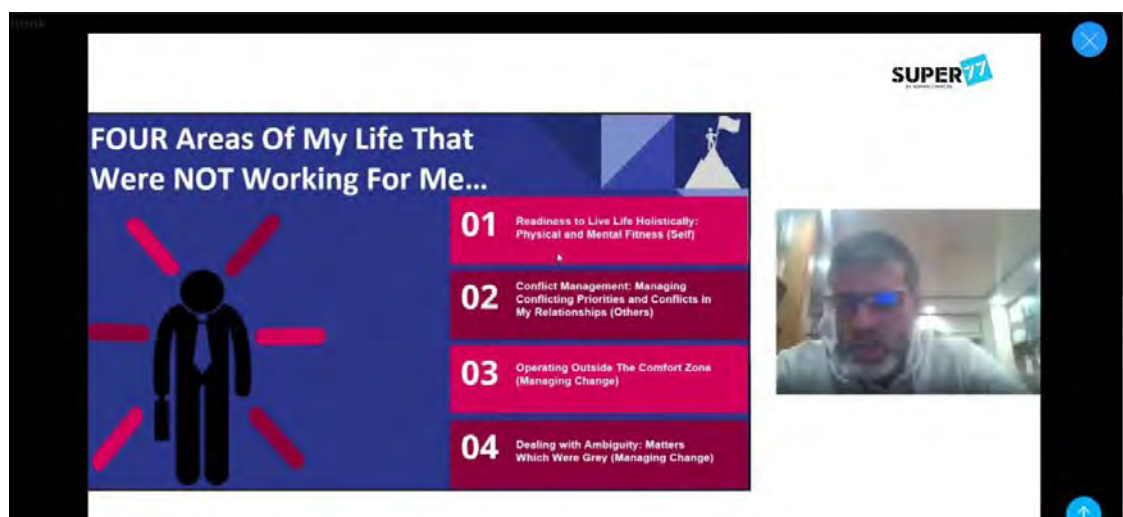 SUPER77
FOUR Areas Of My Life That
Were NOT Working For Me...
01
Readiness to Live Life Holistically:
Physical and Mental Fitness (Self)
02
Conflict Management: Managing
Conflicting Priorities and Conflicts in
My Relationships (Others)
03
Operating Outside The Comfort Zone
(Managing Change)
04
Dealing with Ambiguity: Matters
Which Were Grey (Managing Change)